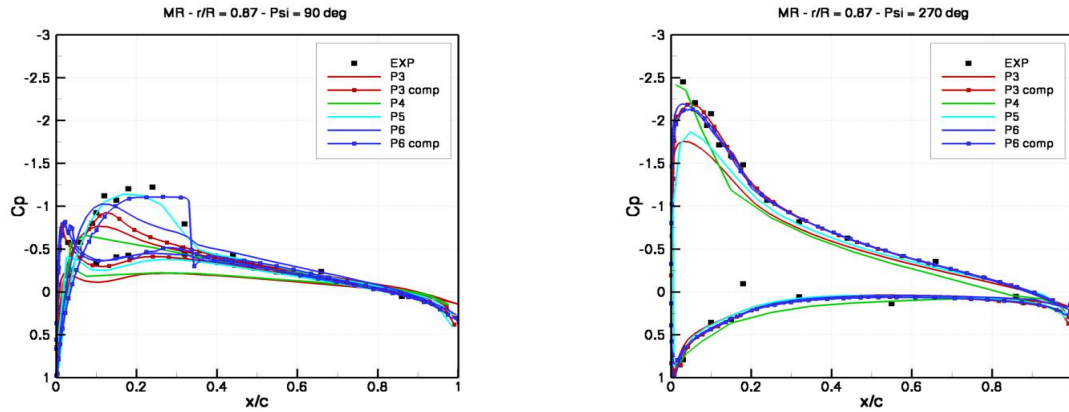 MR - r/R = 0.87 - Psi = 90 deg
-3
-2.5
-2
-1.5
-1
-0.5
0
0.5
1
Cp
0
0.2
0.4
0.6
0.8
1
x/c
EXP
P3
P3 comp
P4
P5
P6
P6 comp
MR - r/R = 0.87 - Psi = 270 deg
-3
-2.5
-2
-1.5
-1
-0.5
0
0.5
1
Cp
0
0.2
0.4
0.6
0.8
x/c
EXP
P3
P3 comp
P4
P5
P6
P6 comp